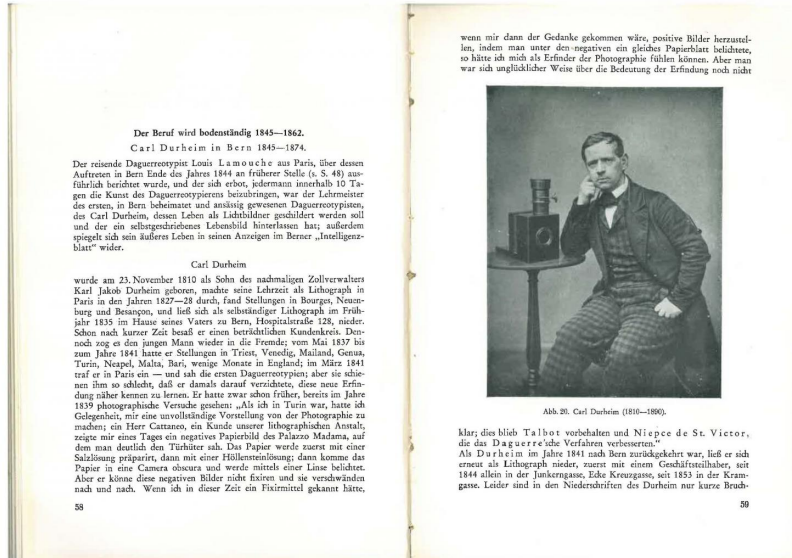 Der Beruf wird bodenständig 1845—1862.
Carl Durheim in Bern 1845—1874.
Der reisende Daguerreotypist Louis Lamouche aus Paris, über dessen
Auftreten in Bern Ende des Jahres 1844 an früherer Stelle (s. S. 48) aus-
führlich berichtet wurde, und der sich erbot, jedermann innerhalb 10 Ta-
gen die Kunst des Daguerreotypierens beizubringen, war der Lehrmeister
des ersten, in Bern beheimatet und ansässig gewesenen Daguerreotypisten,
des Carl Durheim, dessen Leben als Lichtbildner geschildert werden soll
und der ein selbstgeschriebenes Lebensbild hinterlassen hat; außerdem
spiegelt sich sein äußeres Leben in seinen Anzeigen im Berner „Intelligenz-
blatt“ wider.
Carl Durheim
wurde am 23. November 1810 als Sohn des nachmaligen Zollverwalters
Karl Jakob Durheim geboren, machte seine Lehrzeit als Lithograph in
Paris in den Jahren 1827—28 durch, fand Stellungen in Bourges, Neuen-
burg und Besançon, und ließ sich als selbständiger Lithograph im Früh-
jahr 1835 im Hause seines Vaters zu Bern, Hospitalstraße 128, nieder.
Schon nach kurzer Zeit besaß er einen beträchtlichen Kundenkreis. Den-
noch zog es den jungen Mann wieder in die Fremde; vom Mai 1837 bis
zum Jahre 1841 hatte er Stellungen in Triest, Venedig, Mailand, Genua,
Turin, Neapel, Malta, Bari, wenige Monate in England; im März 1841
traf er in Paris ein — und sah die ersten Daguerreotypien; aber sie schie-
nen ihm so schlecht, daß er damals darauf verzichtete, diese neue Erfin-
dung näher kennen zu lernen. Er hatte zwar schon früher, bereits im Jahre
1839 photographische Versuche gesehen: „Als ich in Turin war, hatte ich
Gelegenheit, mir eine unvollständige Vorstellung von der Photographie zu
machen; ein Herr Cattaneo, ein Kunde unserer lithographischen Anstalt,
zeigte mir eines Tages ein negatives Papierbild des Palazzo Madama, auf
dem man deutlich den Türhüter sah. Das Papier werde zuerst mit einer
Salzlösung präparirt, dann mit einer Höllensteinlösung; dann komme das
Papier in eine Camera obscura und werde mittels einer Linse belichtet.
Aber er könne diese negativen Bilder nicht fixiren und sie verschwänden
nach und nach. Wenn ich in dieser Zeit ein Fixirmittel gekannt hätte,
58
wenn mir dann der Gedanke gekommen wäre, positive Bilder herzustel-
len, indem man unter den negativen ein gleiches Papierblatt belichtete,
so hätte ich mich als Erfinder der Photographie fühlen können. Aber man
war sich unglücklicher Weise über die Bedeutung der Erfindung noch nicht
Abb. 20. Carl Durheim (1810—1890).
klar; dies blieb Talbot vorbehalten und Niepce de St. Victor,
die das Daguerre'sche Verfahren verbesserten.“
Als Durheim im Jahre 1841 nach Bern zurückgekehrt war, ließ er sich
erneut als Lithograph nieder, zuerst mit einem Geschäftsteilhaber, seit
1844 allein in der Junkerngasse, Ecke Kreuzgasse, seit 1853 in der Kram-
gasse. Leider sind in den Niederschriften des Durheim nur kurze Bruch-
59